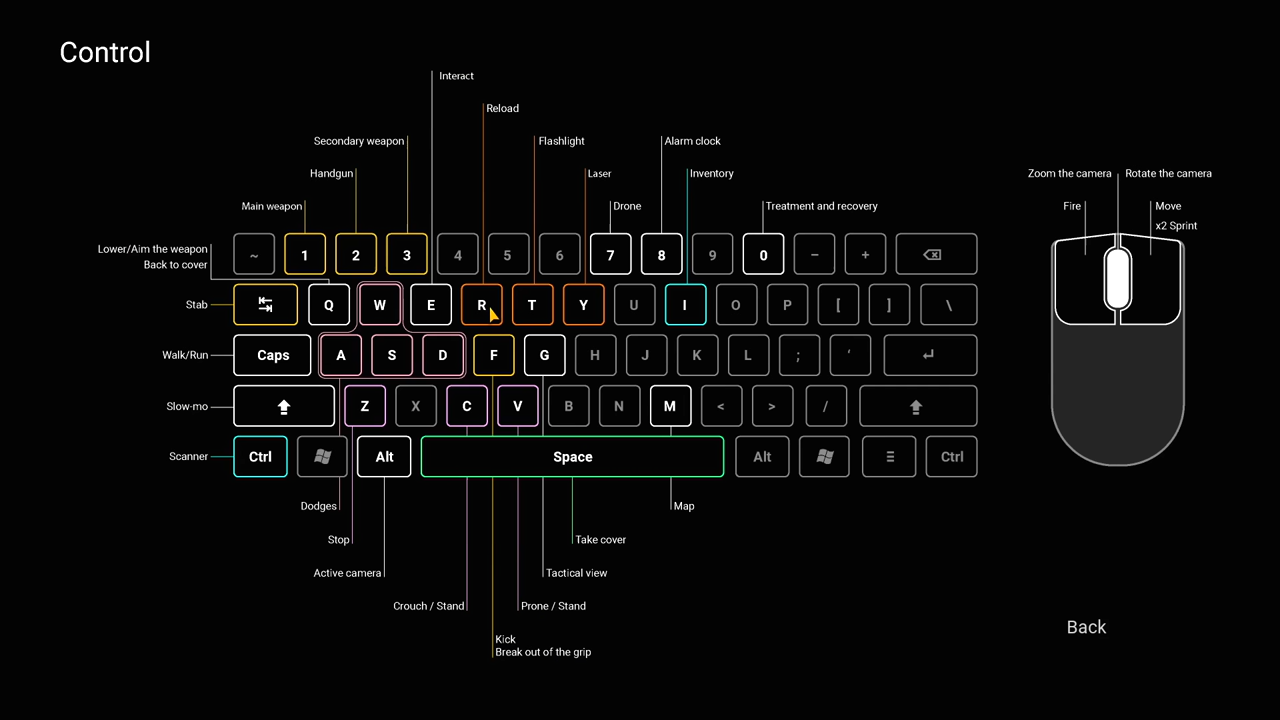 Control
Interact
Reload
Secondary weapon
Flashlight
Alarm clock
Handgun
Laser
Inventory
Zoom the camera
Rotate the camera
Main weapon
Drone
Treatment and recovery
Fire
Move
x2 Sprint
Lower/Aim the weapon
Back to cover
~ 1 2 3 4 5 6 7 8 9 0 − +
Stab
Q W E R T Y U I O P [ ] \
Walk/Run
Caps A S D F G H J K L ; ‘
Slow-mo
Z X C V B N M < > /
Scanner
Ctrl Alt Space Alt Ctrl
Dodges
Map
Stop
Take cover
Active camera
Tactical view
Crouch / Stand
Prone / Stand
Kick
Break out of the grip
Back